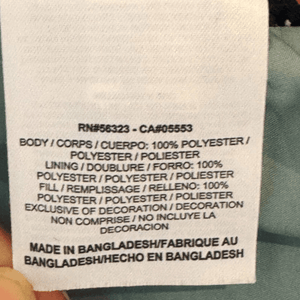 RN#56323 - CA#05553
BODY / CORPS / CUERPO: 100% POLYESTER /
POLYESTER / POLIESTER
LINING / DOUBLURE / FORRO: 100%
POLYESTER / POLYESTER / POLIESTER
FILL / REMPLISSAGE / RELLENO: 100%
POLYESTER / POLYESTER / POLIESTER
EXCLUSIVE OF DECORATION / DECORATION
NON COMPRISE / NO INCLUYE LA
DECORACION
MADE IN BANGLADESH/FABRIQUE AU
BANGLADESH/HECHO EN BANGLADESH